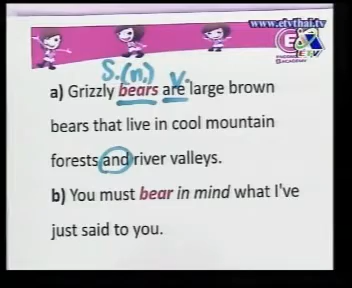 www.etvthai.tv
E
ETV
S.(n.) V.
a) Grizzly bears are large brown
bears that live in cool mountain
forests and river valleys.
b) You must bear in mind what I've
just said to you.